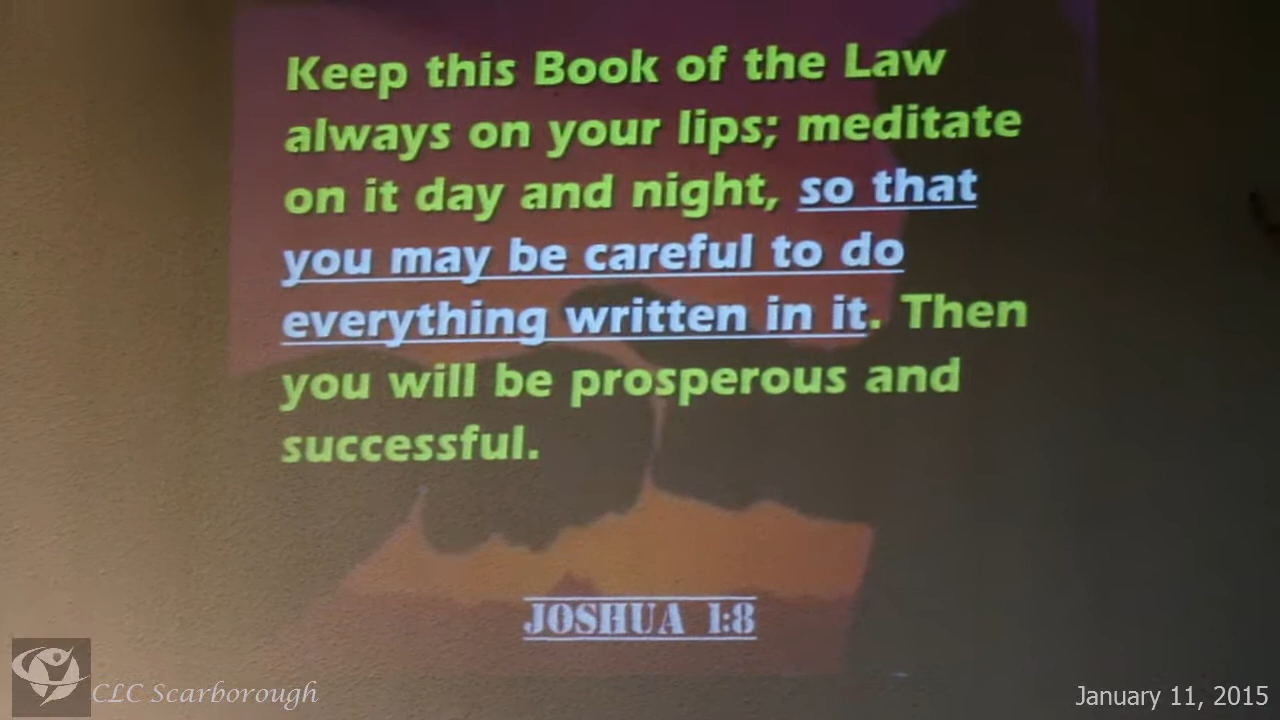 Keep this Book of the Law
always on your lips; meditate
on it day and night, so that
you may be careful to do
everything written in it. Then
you will be prosperous and
successful.
JOSHUA 1:8
CLC Scarborough
January 11, 2015